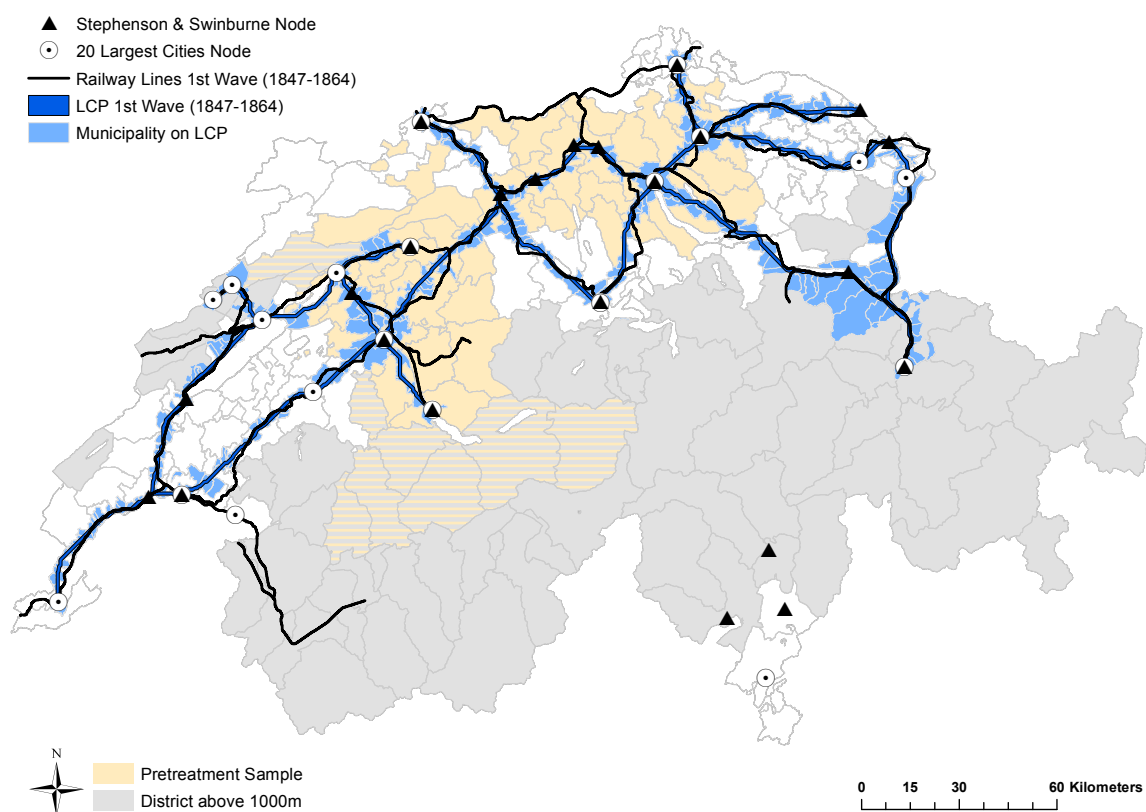 Stephenson & Swinburne Node
20 Largest Cities Node
Railway Lines 1st Wave (1847-1864)
LCP 1st Wave (1847-1864)
Municipality on LCP
N
Pretreatment Sample
District above 1000m
0 15 30 60 Kilometers